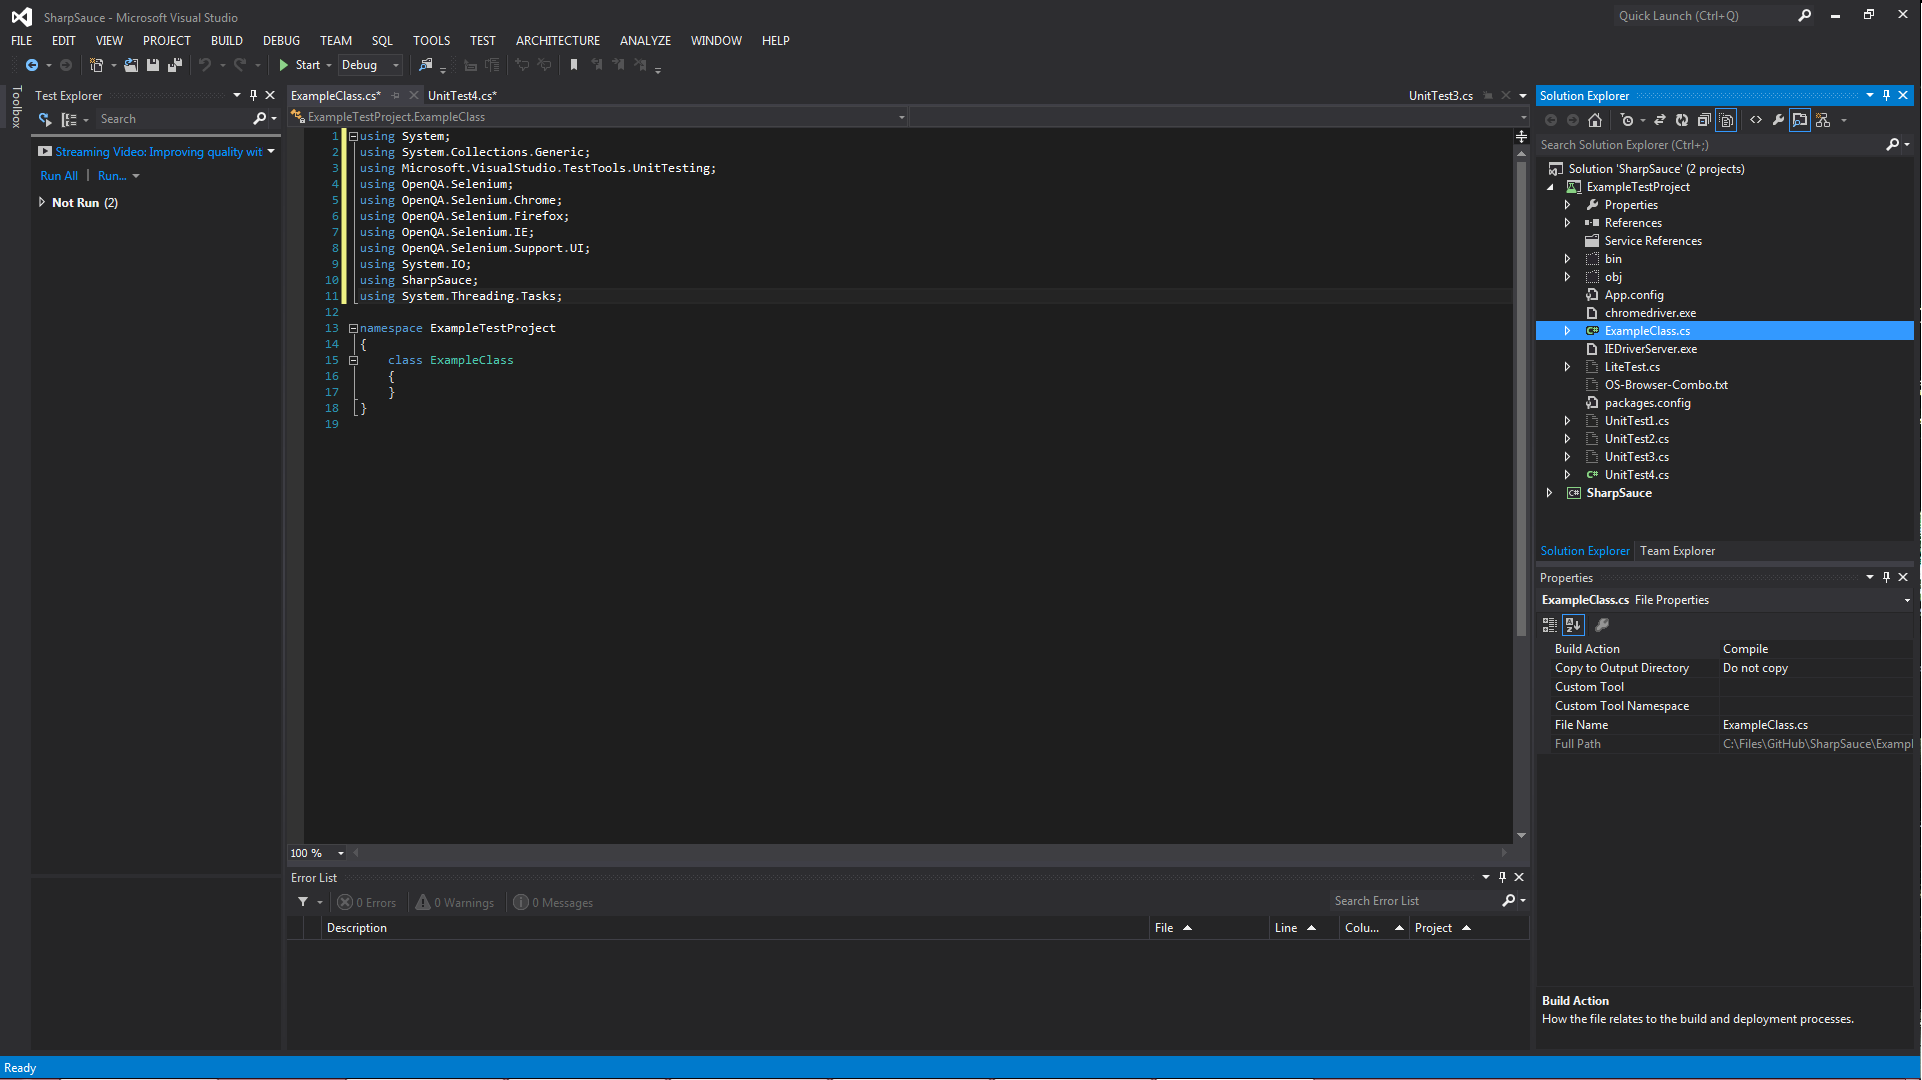 SharpSauce - Microsoft Visual Studio
Quick Launch (Ctrl+Q)
FILE EDIT VIEW PROJECT BUILD DEBUG TEAM SQL TOOLS TEST ARCHITECTURE ANALYZE WINDOW HELP
Start Debug
Toolbox
Test Explorer
Search
Streaming Video: Improving quality wit
Run All | Run...
Not Run (2)
ExampleClass.cs* UnitTest4.cs* UnitTest3.cs
ExampleTestProject.ExampleClass
1 using System;
2 using System.Collections.Generic;
3 using Microsoft.VisualStudio.TestTools.UnitTesting;
4 using OpenQA.Selenium;
5 using OpenQA.Selenium.Chrome;
6 using OpenQA.Selenium.Firefox;
7 using OpenQA.Selenium.IE;
8 using OpenQA.Selenium.Support.UI;
9 using System.IO;
10 using SharpSauce;
11 using System.Threading.Tasks;
12
13 namespace ExampleTestProject
14 {
15 class ExampleClass
16 {
17 }
18 }
19
100 %
Error List
0 Errors 0 Warnings 0 Messages
Search Error List
Description File Line Colu... Project
Solution Explorer
Search Solution Explorer (Ctrl+;)
Solution 'SharpSauce' (2 projects)
ExampleTestProject
Properties
References
Service References
bin
obj
App.config
chromedriver.exe
C# ExampleClass.cs
IEDriverServer.exe
LiteTest.cs
OS-Browser-Combo.txt
packages.config
UnitTest1.cs
UnitTest2.cs
UnitTest3.cs
C# UnitTest4.cs
C# SharpSauce
Solution Explorer Team Explorer
Properties
ExampleClass.cs File Properties
Build Action Compile
Copy to Output Directory Do not copy
Custom Tool
Custom Tool Namespace
File Name ExampleClass.cs
Full Path C:\Files\GitHub\SharpSauce\Exampl
Build Action
How the file relates to the build and deployment processes.
Ready